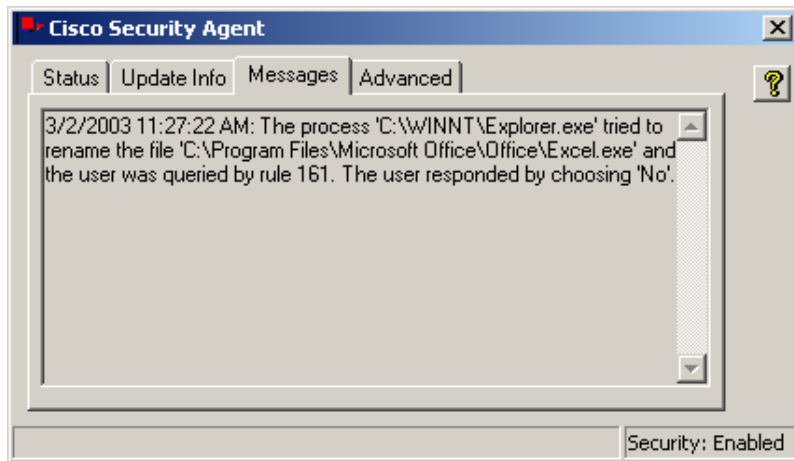 Cisco Security Agent
Status Update Info Messages Advanced
3/2/2003 11:27:22 AM: The process 'C:\WINNT\Explorer.exe' tried to
rename the file 'C:\Program Files\Microsoft Office\Office\Excel.exe' and
the user was queried by rule 161. The user responded by choosing 'No'.
Security: Enabled